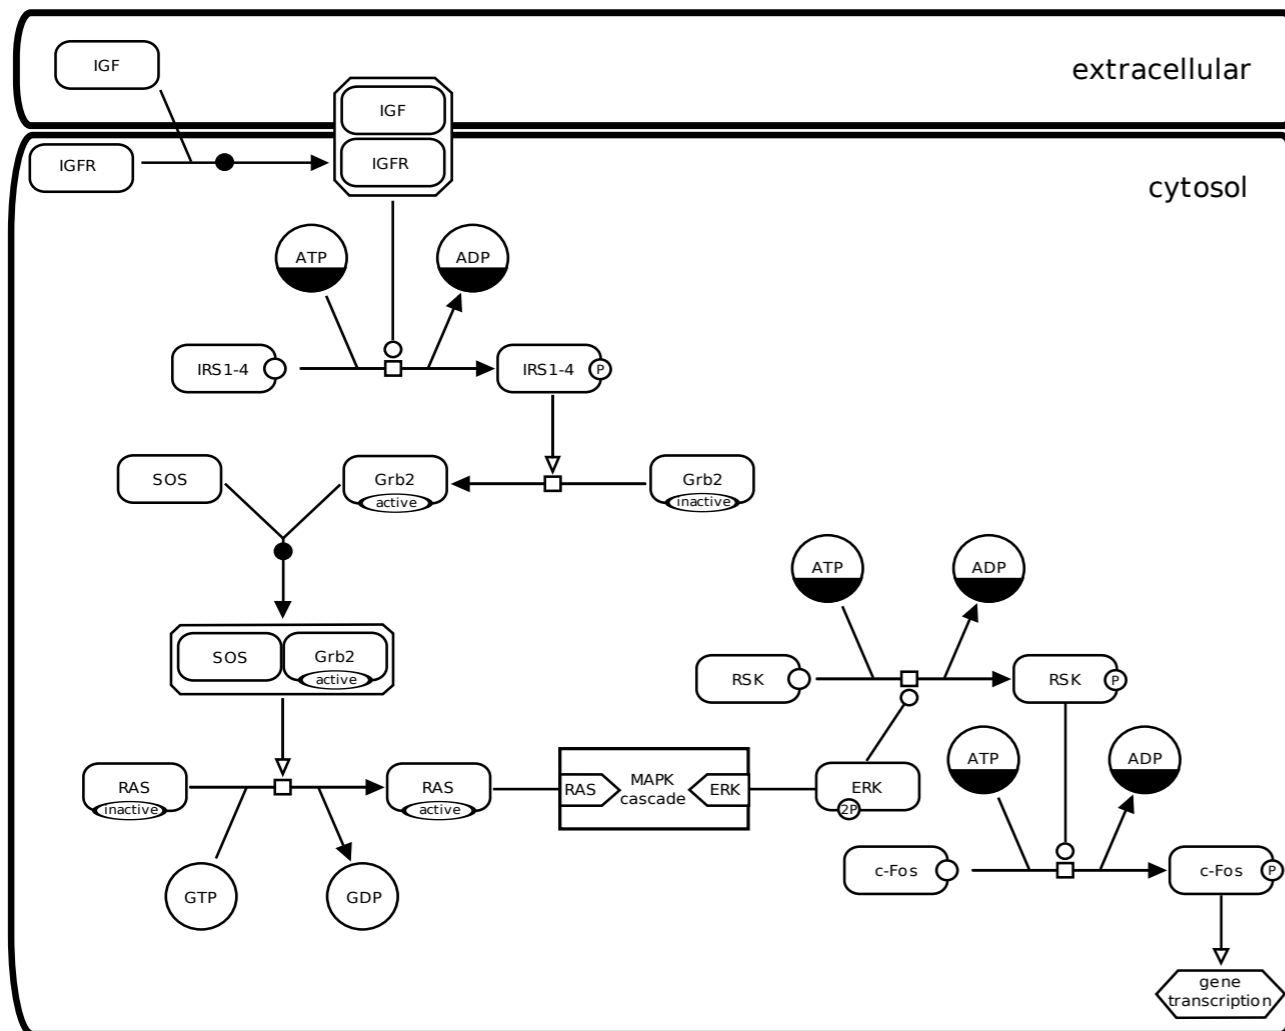 IGF
extracellular
IGF
IGFR
IGFR
cytosol
ATP
ADP
IRS1-4
IRS1-4
P
SOS
Grb2
active
Grb2
inactive
ATP
ADP
SOS
Grb2
active
RSK
RSK
P
ATP
ADP
RAS
inactive
RAS
active
RAS
MAPK
cascade
ERK
ERK
2P
c-Fos
c-Fos
P
GTP
GDP
gene
transcription